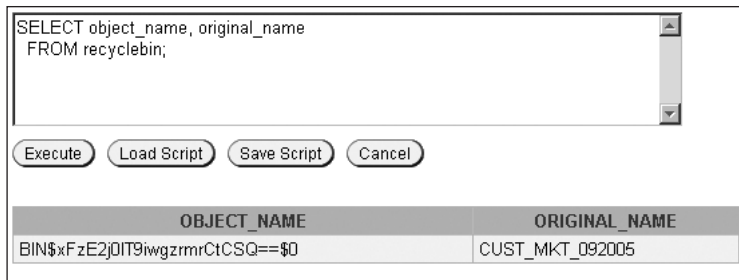 SELECT object_name, original_name
FROM recyclebin;
Execute Load Script Save Script Cancel
OBJECT_NAME ORIGINAL_NAME
BIN$xFzE2j0IT9iwgzrmrCtCSQ==$0 CUST_MKT_092005